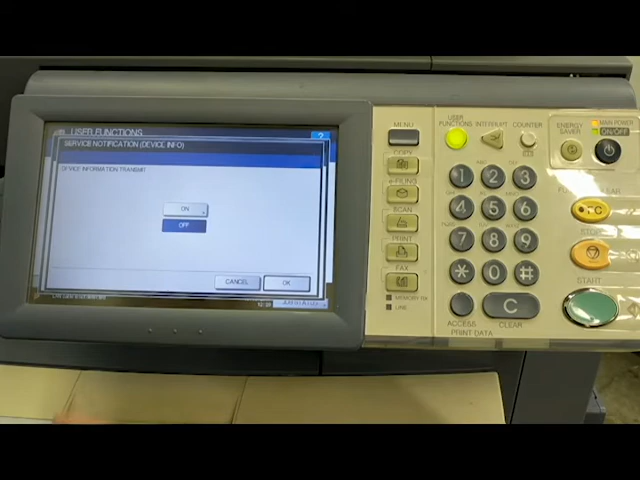 USER FUNCTIONS
?
SERVICE NOTIFICATION (DEVICE INFO)
DEVICE INFORMATION TRANSMIT
ON
OFF
CANCEL
OK
MENU
COPY
e-FILING
SCAN
PRINT
FAX
MEMORY RX
LINE
USER FUNCTIONS
INTERRUPT
COUNTER
ENERGY SAVER
MAIN POWER
ON/OFF
1
2
3
4
5
6
7
8
9
*
0
#
C
ACCESS
CLEAR
PRINT DATA
STOP
START